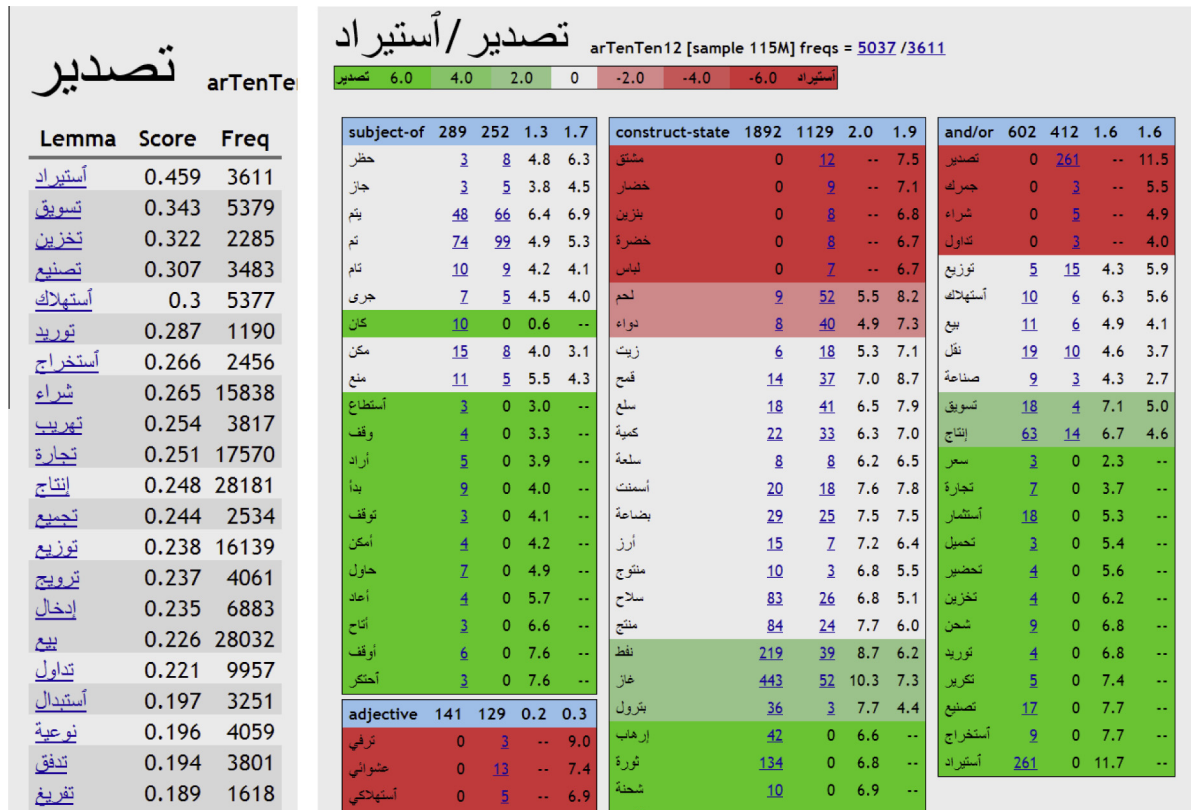 تصدير arTenTe
Lemma Score Freq
ٱستيراد 0.459 3611
تسويق 0.343 5379
تخزين 0.322 2285
تصنيع 0.307 3483
ٱستهلاك 0.3 5377
توريد 0.287 1190
ٱستخراج 0.266 2456
شراء 0.265 15838
تهريب 0.254 3817
تجارة 0.251 17570
إنتاج 0.248 28181
تجميع 0.244 2534
توزيع 0.238 16139
ترويج 0.237 4061
إدخال 0.235 6883
بيع 0.226 28032
تداول 0.221 9957
ٱستبدال 0.197 3251
نوعية 0.196 4059
تدفق 0.194 3801
تفريغ 0.189 1618
تصدير/ٱستيراد arTenTen12 [sample 115M] freqs = 5037 /3611
تصدير 6.0 4.0 2.0 0 -2.0 -4.0 -6.0 ٱستيراد
subject-of 289 252 1.3 1.7
حظر 3 8 4.8 6.3
جاز 3 5 3.8 4.5
يتم 48 66 6.4 6.9
تم 74 99 4.9 5.3
تام 10 9 4.2 4.1
جرى 7 5 4.5 4.0
كان 10 0 0.6 --
مكن 15 8 4.0 3.1
منع 11 5 5.5 4.3
ٱستطاع 3 0 3.0 --
وقف 4 0 3.3 --
أراد 5 0 3.9 --
بدأ 9 0 4.0 --
توقف 3 0 4.1 --
أمكن 4 0 4.2 --
حاول 7 0 4.9 --
أعاد 4 0 5.7 --
أتاح 3 0 6.6 --
أوقف 6 0 7.6 --
ٱحتكر 3 0 7.6 --
adjective 141 129 0.2 0.3
ترفي 0 3 -- 9.0
عشوائي 0 13 -- 7.4
ٱستهلاكي 0 5 -- 6.9
construct-state 1892 1129 2.0 1.9
مشتق 0 12 -- 7.5
خضار 0 9 -- 7.1
بنزين 0 8 -- 6.8
خضرة 0 8 -- 6.7
لباس 0 7 -- 6.7
لحم 9 52 5.5 8.2
دواء 8 40 4.9 7.3
زيت 6 18 5.3 7.1
قمح 14 37 7.0 8.7
سلع 18 41 6.5 7.9
كمية 22 33 6.3 7.0
سلعة 8 8 6.2 6.5
أسمنت 20 18 7.6 7.8
بضاعة 29 25 7.5 7.5
أرز 15 7 7.2 6.4
منتوج 10 3 6.8 5.5
سلاح 83 26 6.8 5.1
منتج 84 24 7.7 6.0
نفط 219 39 8.7 6.2
غاز 443 52 10.3 7.3
بترول 36 3 7.7 4.4
إرهاب 42 0 6.6 --
ثورة 134 0 6.8 --
شحنة 10 0 6.9 --
and/or 602 412 1.6 1.6
تصدير 0 261 -- 11.5
جمرك 0 3 -- 5.5
شراء 0 5 -- 4.9
تداول 0 3 -- 4.0
توزيع 5 15 4.3 5.9
ٱستهلاك 10 6 6.3 5.6
بيع 11 6 4.9 4.1
نقل 19 10 4.6 3.7
صناعة 9 3 4.3 2.7
تسويق 18 4 7.1 5.0
إنتاج 63 14 6.7 4.6
سعر 3 0 2.3 --
تجارة 7 0 3.7 --
ٱستثمار 18 0 5.3 --
تحميل 3 0 5.4 --
تحضير 4 0 5.6 --
تخزين 4 0 6.2 --
شحن 9 0 6.8 --
توريد 4 0 6.8 --
تكرير 5 0 7.4 --
تصنيع 17 0 7.7 --
ٱستخراج 9 0 7.7 --
ٱستيراد 261 0 11.7 --